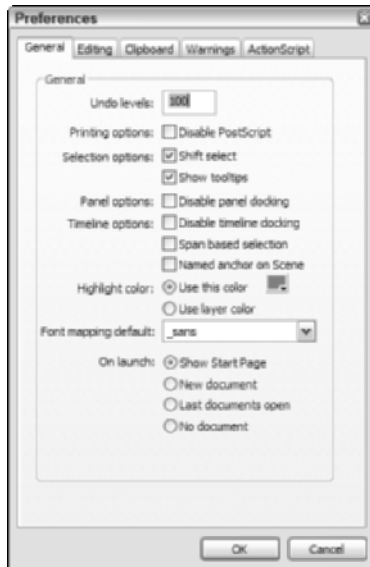 Preferences
General Editing Clipboard Warnings ActionScript
General
Undo levels: 100
Printing options: Disable PostScript
Selection options: Shift select
Show tooltips
Panel options: Disable panel docking
Timeline options: Disable timeline docking
Span based selection
Named anchor on Scene
Highlight color: Use this color
Use layer color
Font mapping default: _sans
On launch: Show Start Page
New document
Last documents open
No document
OK Cancel